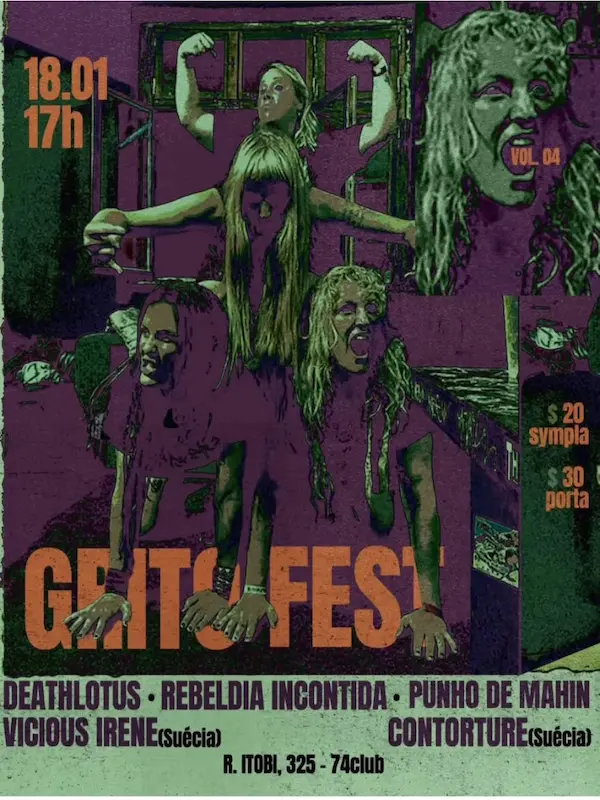 18.01
17h
VOL. 04
$ 20
sympla
$ 30
porta
GRITO FEST
DEATHLOTUS · REBELDIA INCONTIDA · PUNHO DE MAHIN
VICIOUS IRENE(Suécia) CONTORTURE(Suécia)
R. ITOBI, 325 - 74club